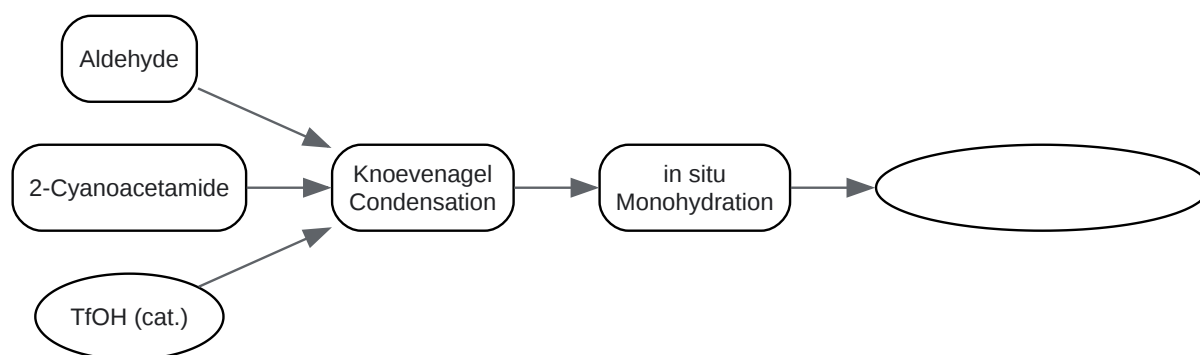 Aldehyde
2-Cyanoacetamide
TfOH (cat.)
Knoevenagel
Condensation
in situ
Monohydration